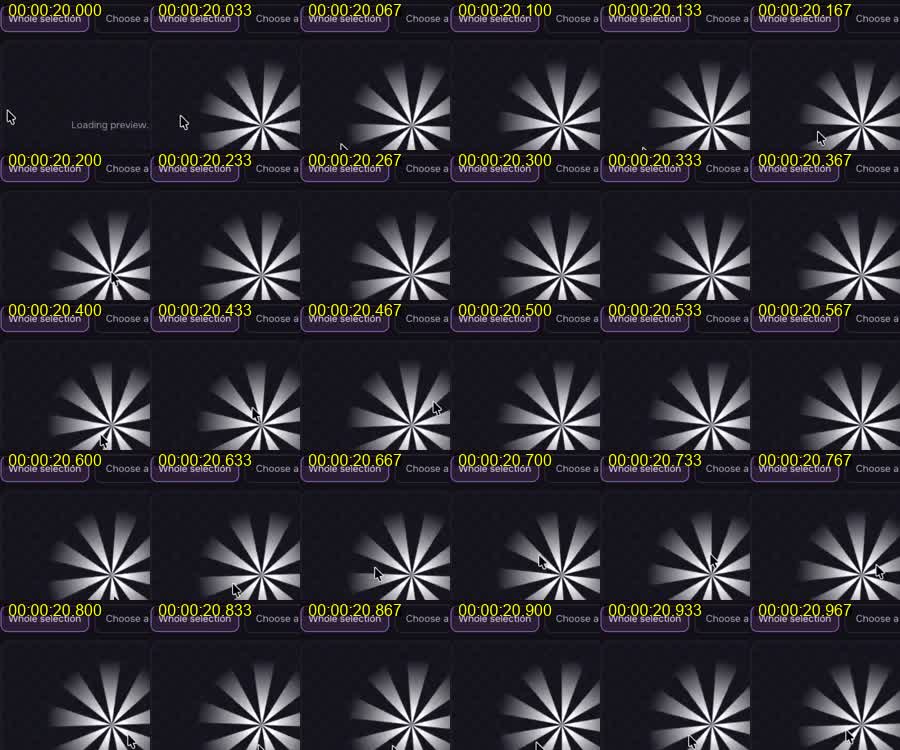 00:00:20.000 00:00:20.033 00:00:20.067 00:00:20.100 00:00:20.133 00:00:20.167
Whole selection Choose a Whole selection Choose a Whole selection Choose a Whole selection Choose a Whole selection Choose a Whole selection Choose a
Loading preview.
00:00:20.200 00:00:20.233 00:00:20.267 00:00:20.300 00:00:20.333 00:00:20.367
Whole selection Choose a Whole selection Choose a Whole selection Choose a Whole selection Choose a Whole selection Choose a Whole selection Choose a
00:00:20.400 00:00:20.433 00:00:20.467 00:00:20.500 00:00:20.533 00:00:20.567
Whole selection Choose a Whole selection Choose a Whole selection Choose a Whole selection Choose a Whole selection Choose a Whole selection Choose a
00:00:20.600 00:00:20.633 00:00:20.667 00:00:20.700 00:00:20.733 00:00:20.767
Whole selection Choose a Whole selection Choose a Whole selection Choose a Whole selection Choose a Whole selection Choose a Whole selection Choose a
00:00:20.800 00:00:20.833 00:00:20.867 00:00:20.900 00:00:20.933 00:00:20.967
Whole selection Choose a Whole selection Choose a Whole selection Choose a Whole selection Choose a Whole selection Choose a Whole selection Choose a